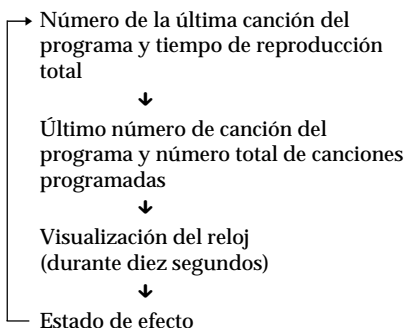 Número de la última canción del
programa y tiempo de reproducción
total
Último número de canción del
programa y número total de canciones
programadas
Visualización del reloj
(durante diez segundos)
Estado de efecto